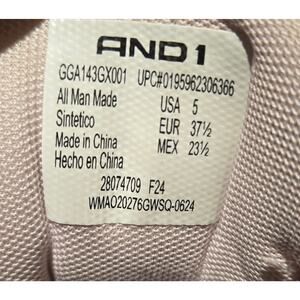 AND1
GGA143GX001 UPC#0195962306366
All Man Made USA 5
Sintetico EUR 37½
Made in China MEX 23½
Hecho en China
28074709 F24
WMAO20276GWSQ-0624